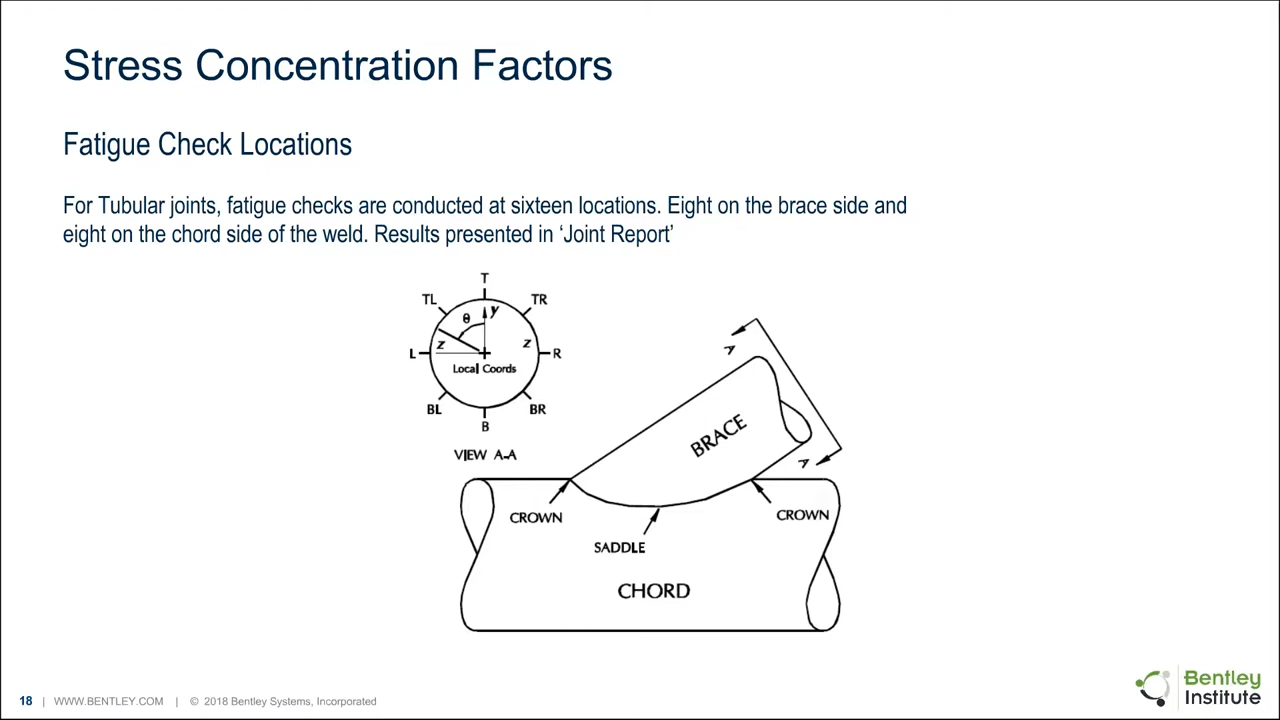 Stress Concentration Factors
Fatigue Check Locations
For Tubular joints, fatigue checks are conducted at sixteen locations. Eight on the brace side and
eight on the chord side of the weld. Results presented in ‘Joint Report’
T
TL
TR
θ
y
z
z
L
R
Local Coords
BL
BR
B
VIEW A-A
A
BRACE
A
CROWN
CROWN
SADDLE
CHORD
18 | WWW.BENTLEY.COM | © 2018 Bentley Systems, Incorporated
Bentley
Institute